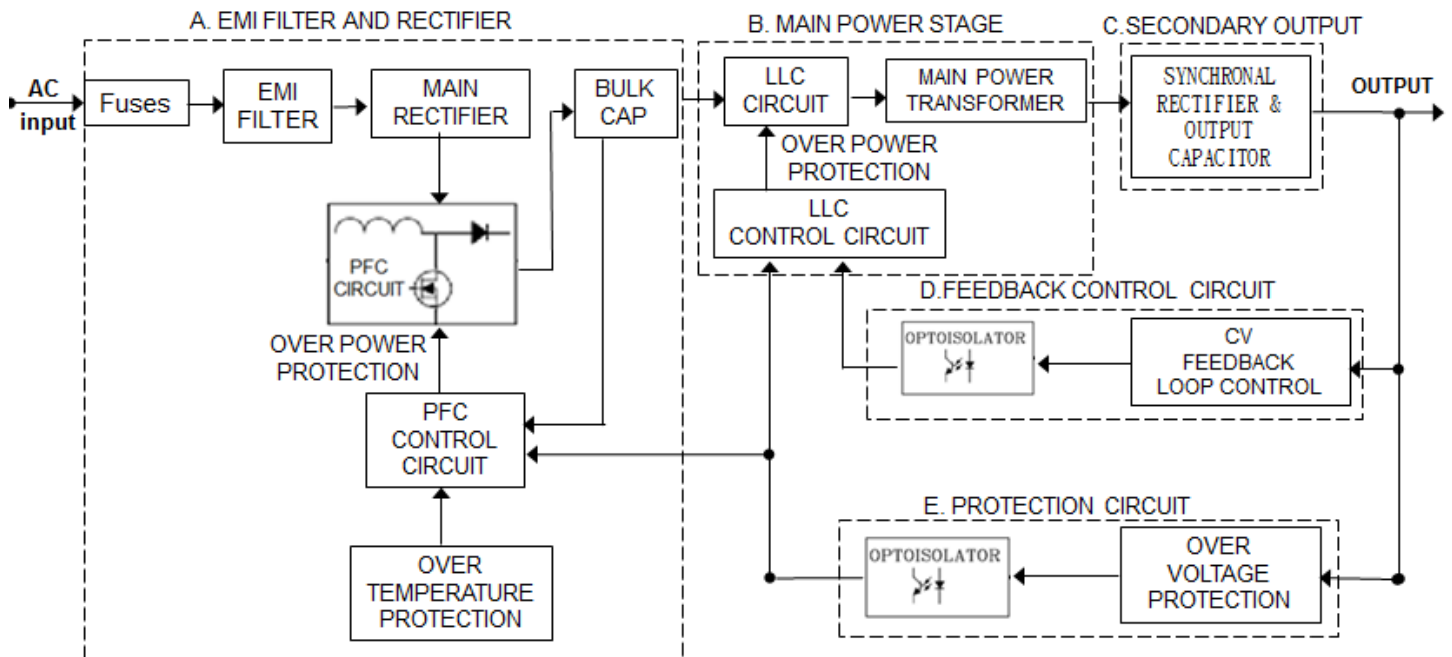 A. EMI FILTER AND RECTIFIER
B. MAIN POWER STAGE
C.SECONDARY OUTPUT
AC
input
Fuses
EMI
FILTER
MAIN
RECTIFIER
BULK
CAP
LLC
CIRCUIT
MAIN POWER
TRANSFORMER
SYNCHRONAL
RECTIFIER &
OUTPUT
CAPACITOR
OUTPUT
OVER POWER
PROTECTION
LLC
CONTROL CIRCUIT
PFC
CIRCUIT
D.FEEDBACK CONTROL CIRCUIT
OPTOISOLATOR
CV
FEEDBACK
LOOP CONTROL
OVER POWER
PROTECTION
PFC
CONTROL
CIRCUIT
E. PROTECTION CIRCUIT
OPTOISOLATOR
OVER
VOLTAGE
PROTECTION
OVER
TEMPERATURE
PROTECTION